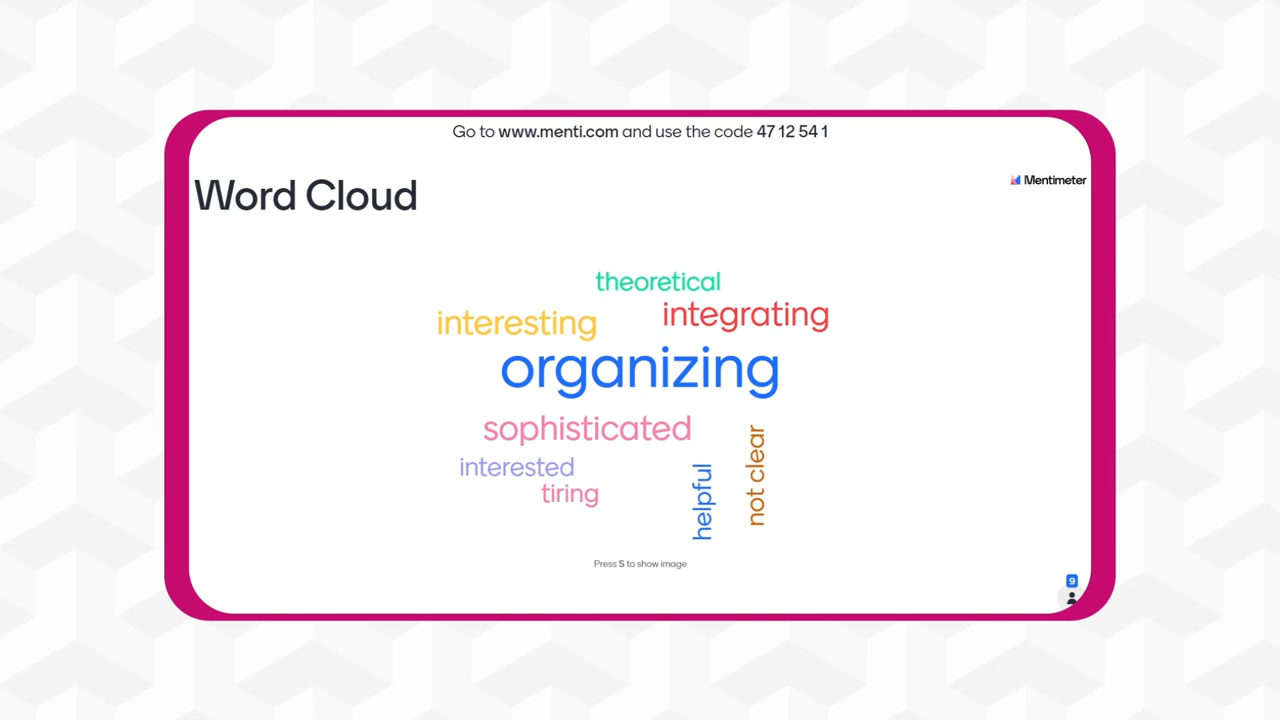 Go to www.menti.com and use the code 47 12 54 1
Mentimeter
Word Cloud
theoretical
integrating
interesting
organizing
sophisticated
not clear
interested
helpful
tiring
Press S to show image
9